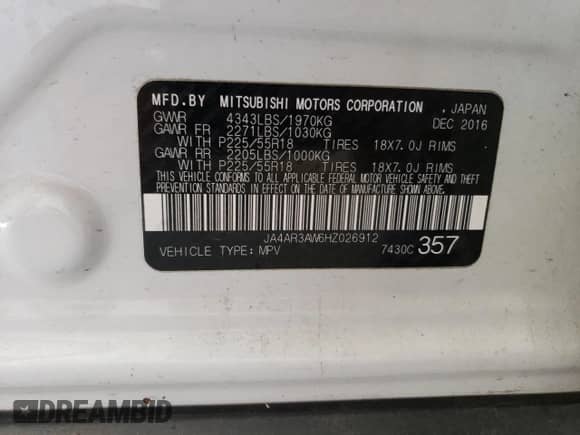 MFD.BY MITSUBISHI MOTORS CORPORATION , JAPAN
GVWR 4343LBS/1970KG DEC 2016
GAWR FR 2271LBS/1030KG
WITH P225/55R18 TIRES 18X7.0J RIMS
GAWR RR 2205LBS/1000KG
WITH P225/55R18 TIRES 18X7.0J RIMS
THIS VEHICLE CONFORMS TO ALL APPLICABLE FEDERAL MOTOR VEHICLE SAFETY AND THEFT
PREVENTION STANDARDS IN EFFECT ON THE DATE OF MANUFACTURE SHOWN ABOVE.
JA4AR3AW6HZ026912
VEHICLE TYPE: MPV 7430C 357
DREAMBID